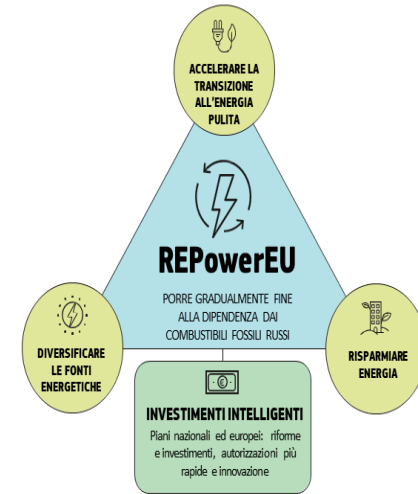 ACCELERARE LA
TRANSIZIONE
ALL'ENERGIA
PULITA
REPowerEU
PORRE GRADUALMENTE FINE
ALLA DIPENDENZA DAI
COMBUSTIBILI FOSSILI RUSSI
DIVERSIFICARE
LE FONTI
ENERGETICHE
RISPARMIARE
ENERGIA
€
INVESTIMENTI INTELLIGENTI
Piani nazionali ed europei: riforme
e investimenti, autorizzazioni più
rapide e innovazione